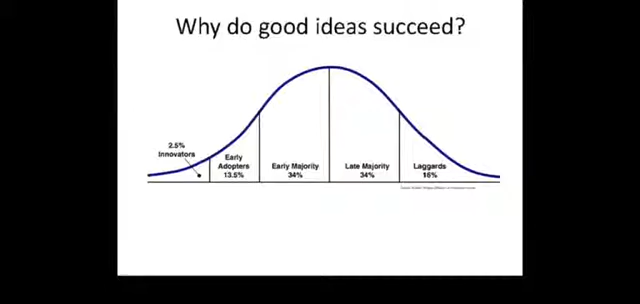 Why do good ideas succeed?
2.5%
Innovators
Early
Adopters
13.5%
Early Majority
34%
Late Majority
34%
Laggards
16%